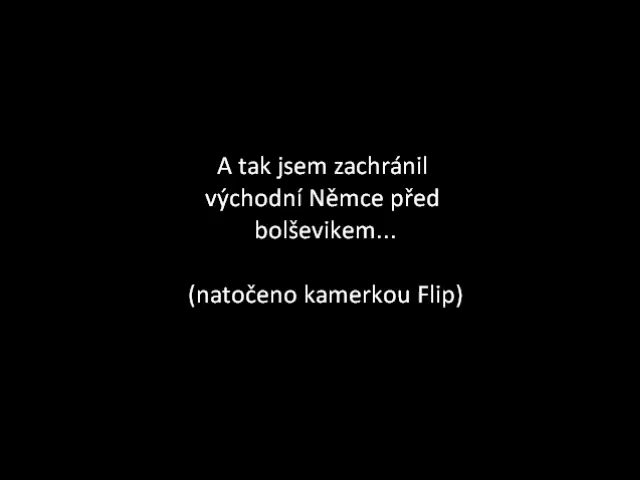 A tak jsem zachránil
východní Němce před
bolševikem...
(natočeno kamerkou Flip)